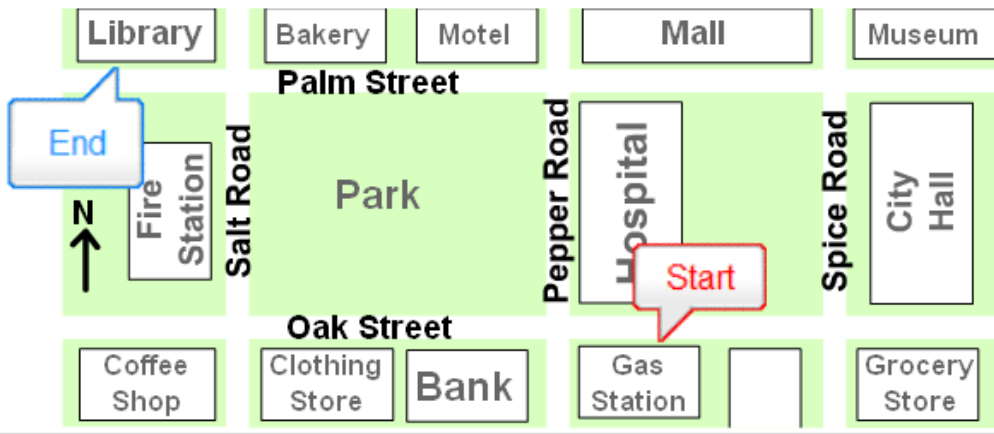 Library
Bakery
Motel
Mall
Museum
Palm Street
End
Fire
Station
Salt Road
Park
Pepper Road
Hospital
Spice Road
City
Hall
N
Start
Oak Street
Coffee
Shop
Clothing
Store
Bank
Gas
Station
Grocery
Store